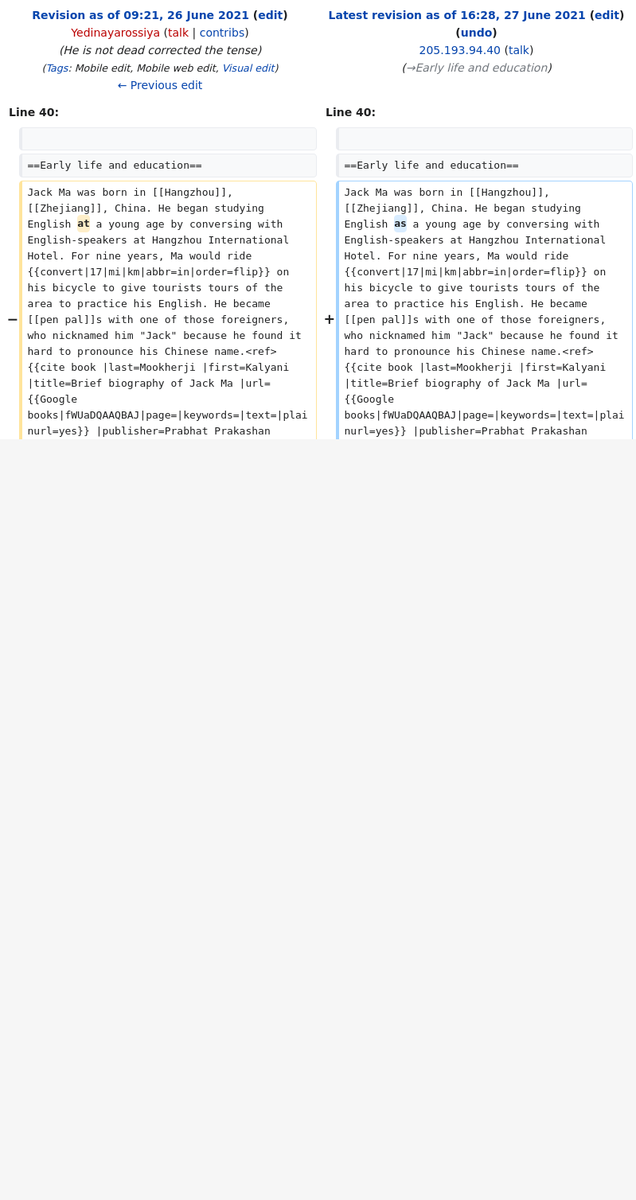 Revision as of 09:21, 26 June 2021 (edit)
Yedinayarossiya (talk | contribs)
(He is not dead corrected the tense)
(Tags: Mobile edit, Mobile web edit, Visual edit)
← Previous edit
Latest revision as of 16:28, 27 June 2021 (edit)
(undo)
205.193.94.40 (talk)
(→Early life and education)
Line 40:
Line 40:
==Early life and education==
==Early life and education==
−
Jack Ma was born in [[Hangzhou]],
[[Zhejiang]], China. He began studying
English at a young age by conversing with
English-speakers at Hangzhou International
Hotel. For nine years, Ma would ride
{{convert|17|mi|km|abbr=in|order=flip}} on
his bicycle to give tourists tours of the
area to practice his English. He became
[[pen pal]]s with one of those foreigners,
who nicknamed him "Jack" because he found it
hard to pronounce his Chinese name.<ref>
{{cite book |last=Mookherji |first=Kalyani
|title=Brief biography of Jack Ma |url=
{{Google
books|fWUaDQAAQBAJ|page=|keywords=|text=|plai
nurl=yes}} |publisher=Prabhat Prakashan
+
Jack Ma was born in [[Hangzhou]],
[[Zhejiang]], China. He began studying
English as a young age by conversing with
English-speakers at Hangzhou International
Hotel. For nine years, Ma would ride
{{convert|17|mi|km|abbr=in|order=flip}} on
his bicycle to give tourists tours of the
area to practice his English. He became
[[pen pal]]s with one of those foreigners,
who nicknamed him "Jack" because he found it
hard to pronounce his Chinese name.<ref>
{{cite book |last=Mookherji |first=Kalyani
|title=Brief biography of Jack Ma |url=
{{Google
books|fWUaDQAAQBAJ|page=|keywords=|text=|plai
nurl=yes}} |publisher=Prabhat Prakashan